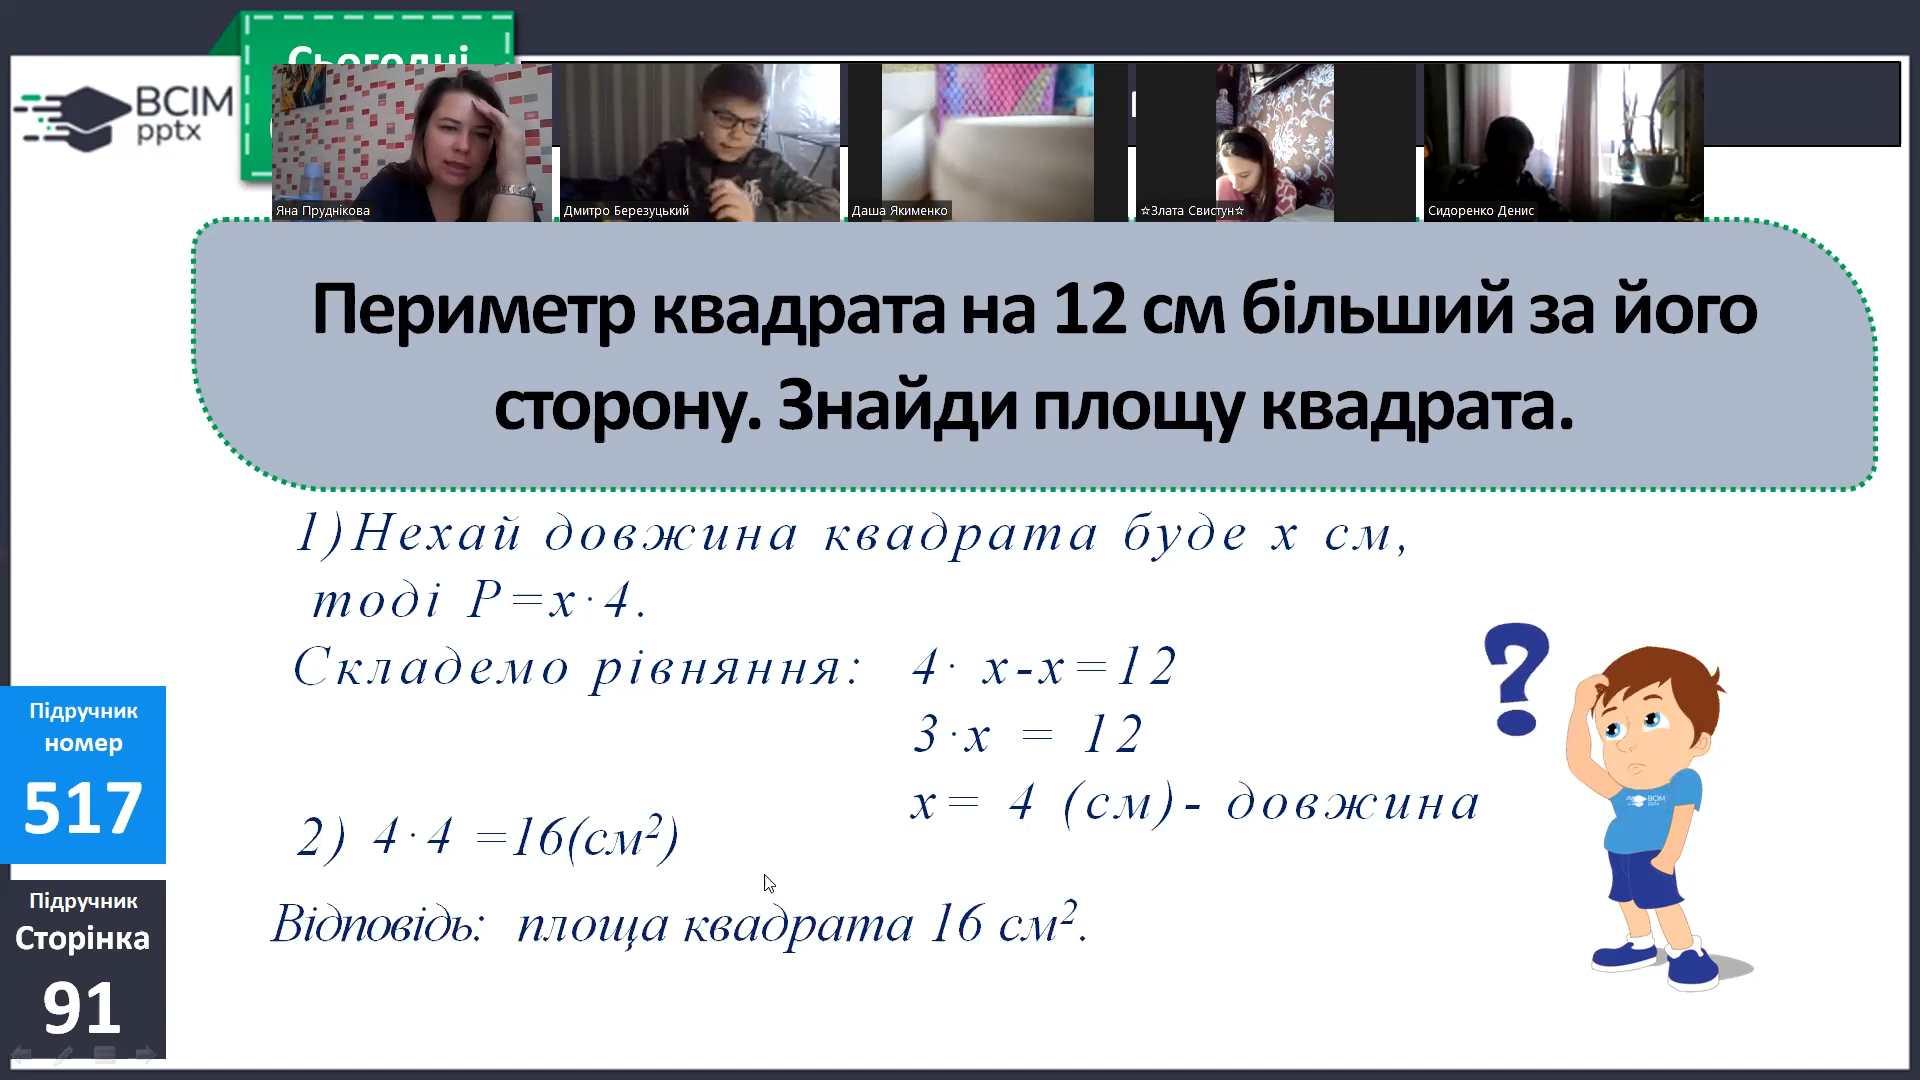 Сьогодні
ВСІМ
pptx
Яна Пруднікова
Дмитро Березуцький
Даша Якименко
☆Злата Свистун☆
Сидоренко Денис
Периметр квадрата на 12 см більший за його
сторону. Знайди площу квадрата.
1)Нехай довжина квадрата буде х см,
тоді Р=х·4.
Складемо рівняння: 4· х-х=12
3·х = 12
х= 4 (см)- довжина
2) 4·4 =16(см²)
Відповідь: площа квадрата 16 см².
Підручник
номер
517
Підручник
Сторінка
91
ВСІМ
pptx